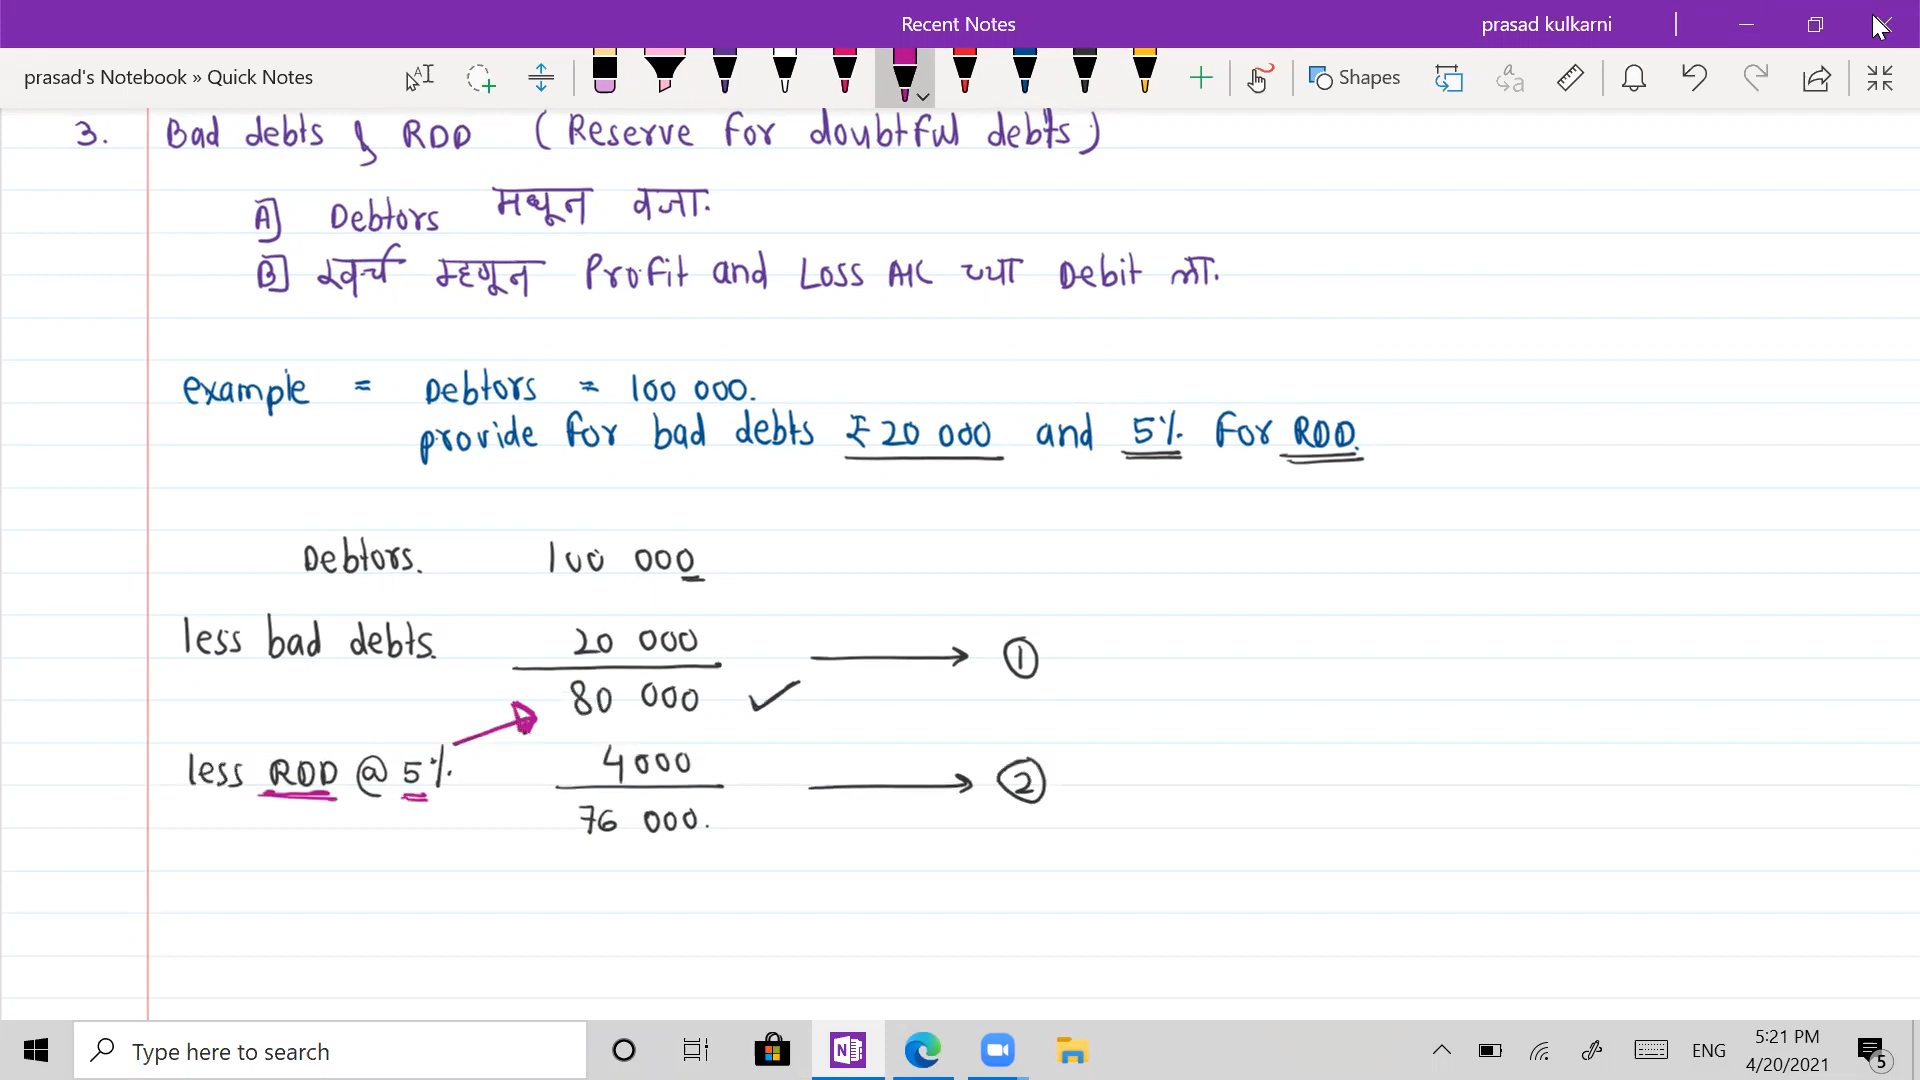 Recent Notes
prasad kulkarni
prasad's Notebook » Quick Notes
Shapes
3. Bad debts & RDD (Reserve for doubtful debts)
A] Debtors मधून वजा.
B] खर्च म्हणून Profit and Loss A/C च्या Debit ला.
example = Debtors = 100 000.
provide for bad debts ₹ 20 000 and 5% for RDD.
Debtors. 100 000
less bad debts. 20 000 → ①
80 000 ✓
less RDD @ 5% 4000 → ②
76 000.
Type here to search
ENG
5:21 PM
4/20/2021
5